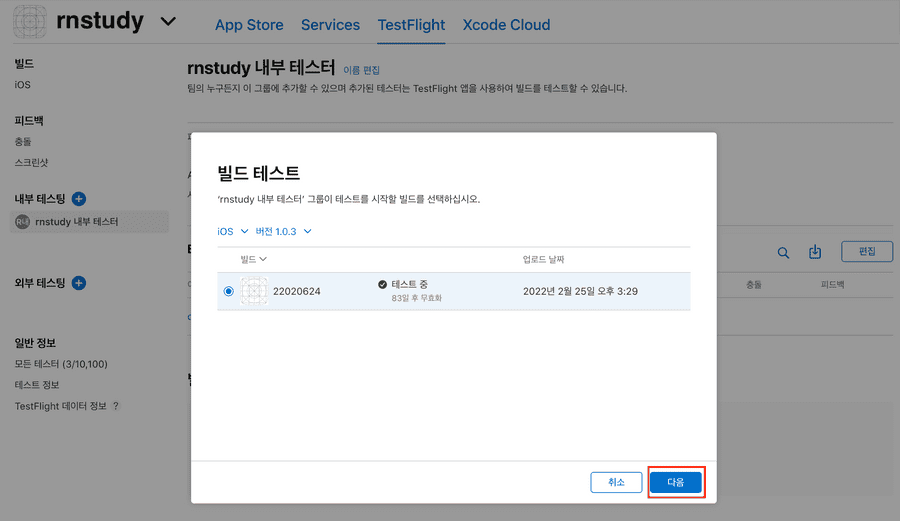 rnstudy
App Store Services TestFlight Xcode Cloud
빌드
iOS
피드백
충돌
스크린샷
내부 테스팅
R내 rnstudy 내부 테스터
외부 테스팅
일반 정보
모든 테스터 (3/10,100)
테스트 정보
TestFlight 데이터 정보 ?
rnstudy 내부 테스터 이름 편집
팀의 누구든지 이 그룹에 추가할 수 있으며 추가된 테스터는 TestFlight 앱을 사용하여 빌드를 테스트할 수 있습니다.
편집
충돌 피드백
빌드 테스트
'rnstudy 내부 테스터' 그룹이 테스트를 시작할 빌드를 선택하십시오.
iOS 버전 1.0.3
빌드 업로드 날짜
22020624 테스트 중 2022년 2월 25일 오후 3:29
83일 후 무효화
취소 다음